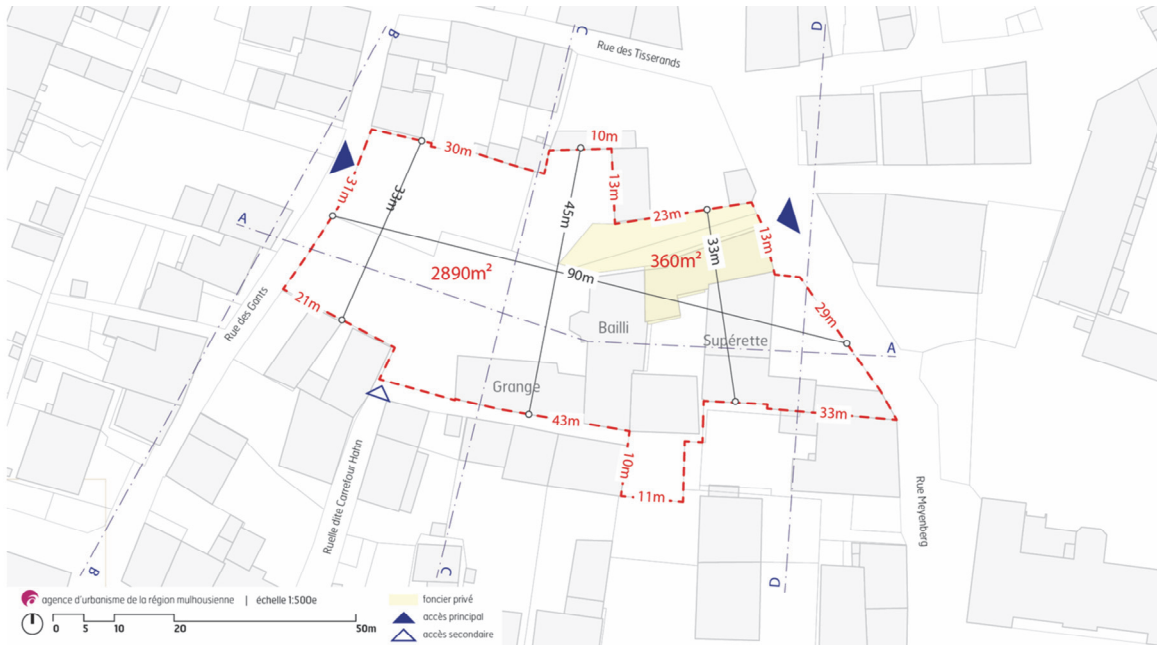 B
C
D
Rue des Tisserands
10m
30m
13m
31m
33m
45m
23m
A
13m
2890m²
360m²
33m
90m
29m
21m
Rue des Gonts
Bailli
Supérette
A
Grange
43m
33m
10m
11m
Ruelle dite Carrefour Hahn
Rue Meyenberg
B
C
D
agence d'urbanisme de la région mulhousienne | échelle 1:500e
0 5 10 20 50m
foncier privé
accès principal
accès secondaire